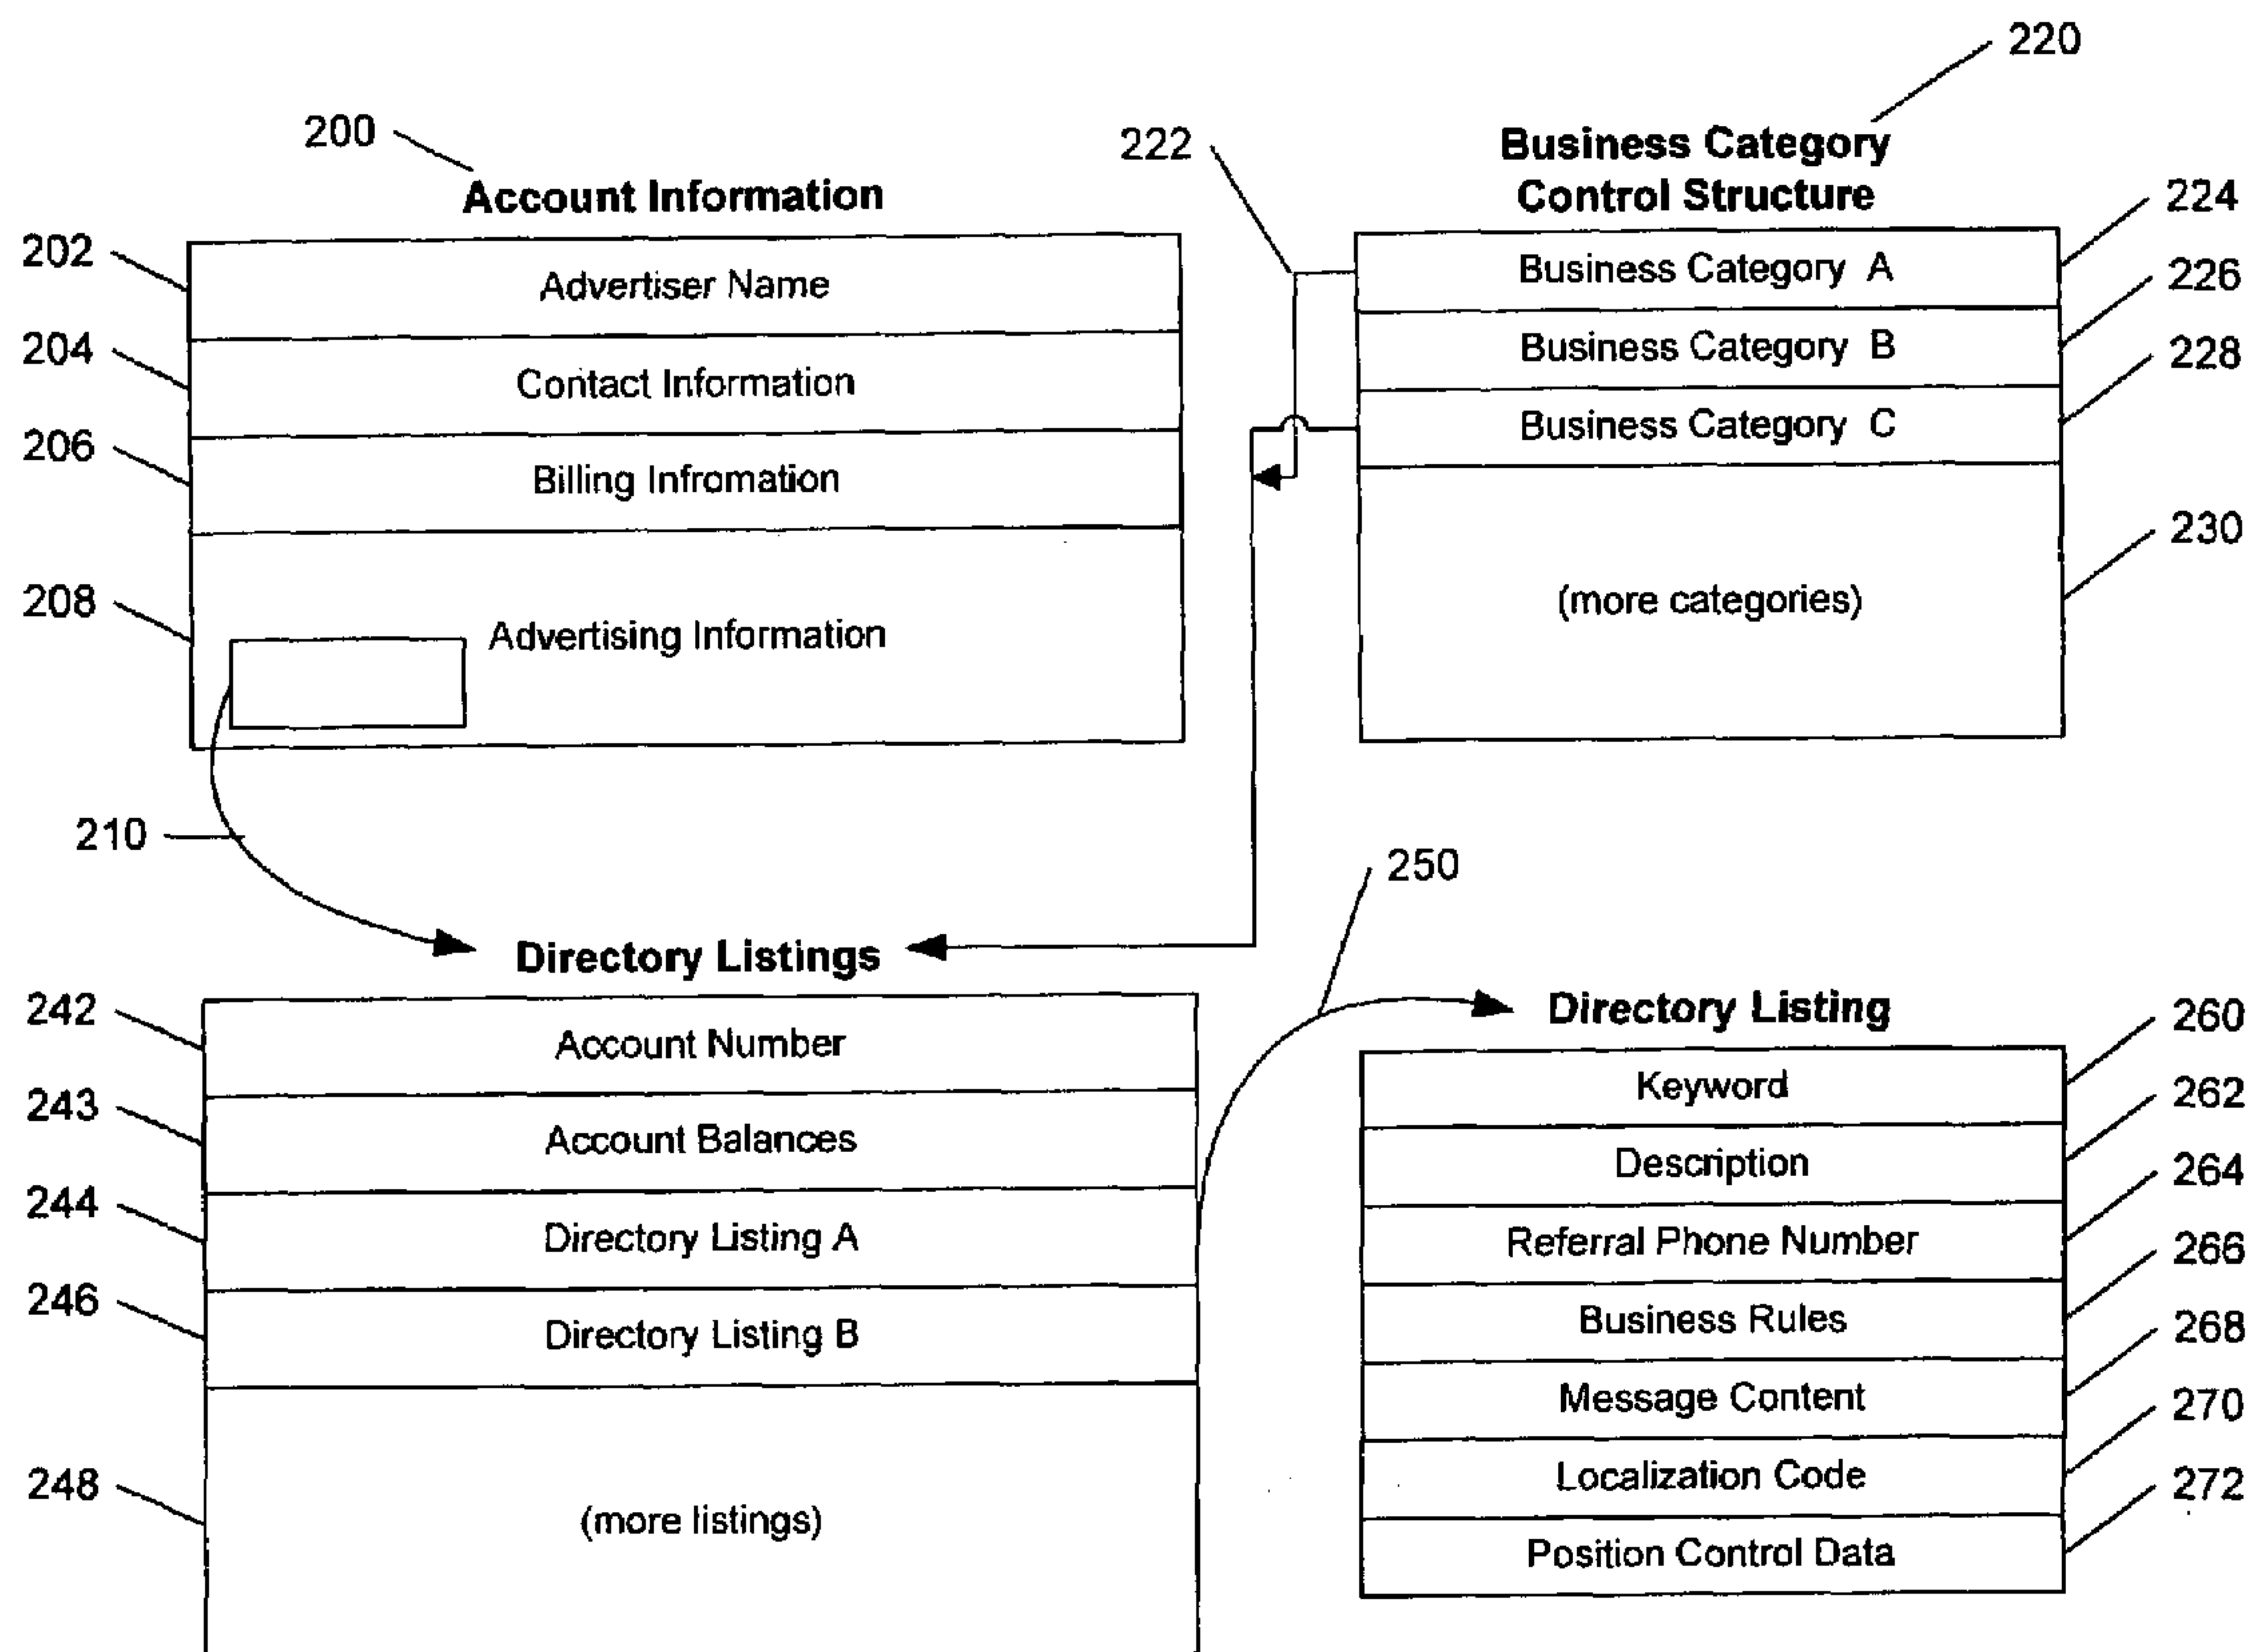 220
200
222
Business Category
Control Structure
Account Information
224
202
Advertiser Name
Business Category A
226
204
Contact Information
Business Category B
228
206
Billing Infromation
Business Category C
230
208
Advertising Information
(more categories)
210
250
Directory Listings
Directory Listing
242
Account Number
260
Keyword
243
Account Balances
262
Description
244
Directory Listing A
264
Referral Phone Number
246
Directory Listing B
266
Business Rules
268
Message Content
270
Localization Code
248
(more listings)
272
Position Control Data